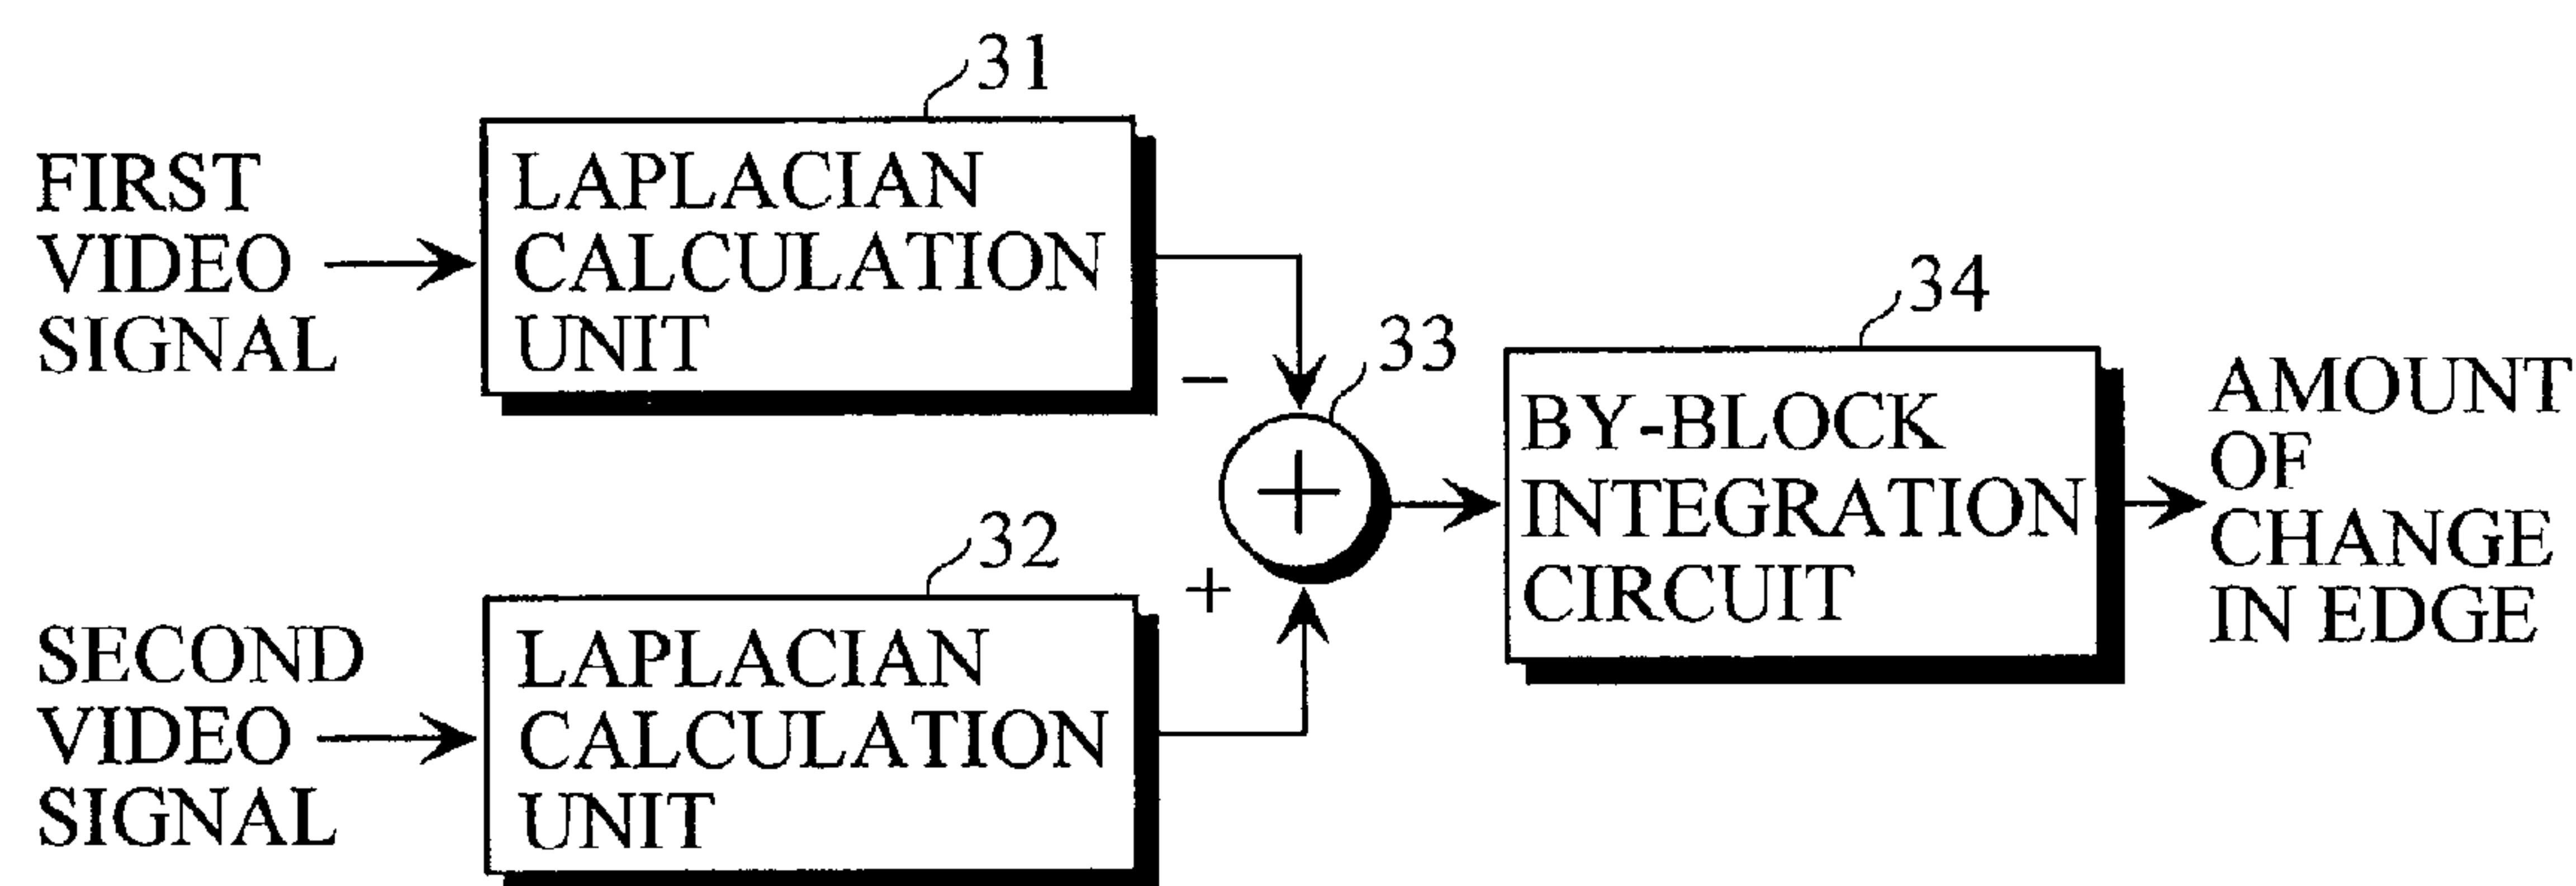 31
FIRST
VIDEO
SIGNAL
LAPLACIAN
CALCULATION
UNIT
−
33
34
BY-BLOCK
INTEGRATION
CIRCUIT
AMOUNT
OF
CHANGE
IN EDGE
+
+
32
SECOND
VIDEO
SIGNAL
LAPLACIAN
CALCULATION
UNIT